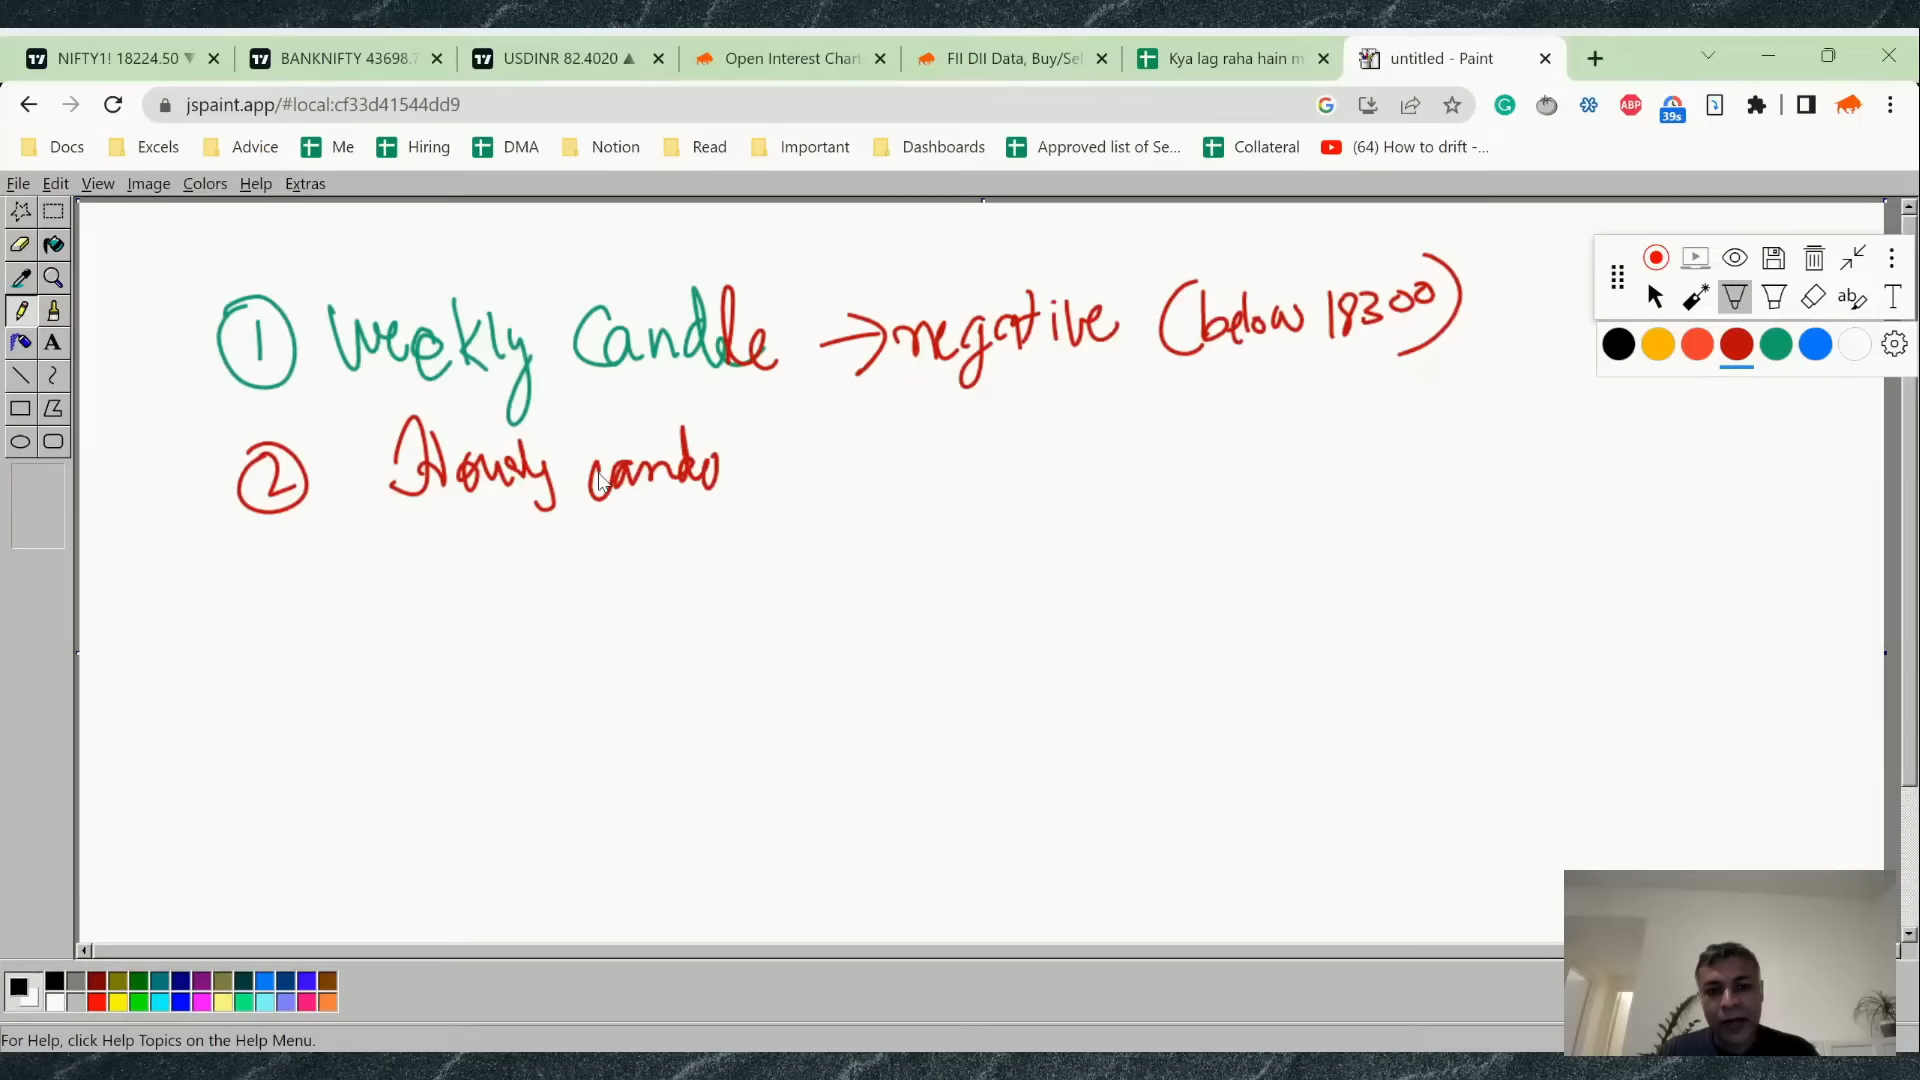 NIFTY1! 18224.50 ▼ BANKNIFTY 43698.7 USDINR 82.4020 ▲ Open Interest Chart FII DII Data, Buy/Sel Kya lag raha hain m untitled - Paint
jspaint.app/#local:cf33d41544dd9 ABP 39s
Docs Excels Advice Me Hiring DMA Notion Read Important Dashboards Approved list of Se... Collateral (64) How to drift -...
File Edit View Image Colors Help Extras
① Weekly Candle → negative (below 18300)
② Hourly
For Help, click Help Topics on the Help Menu.